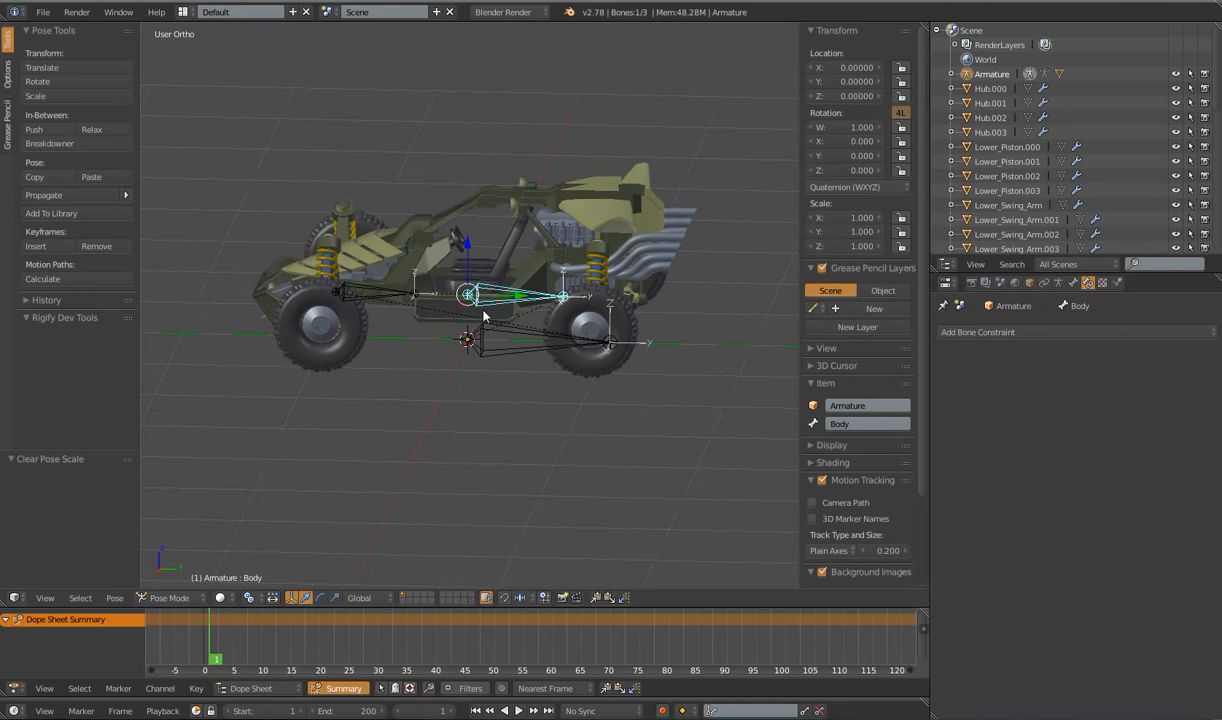 File Render Window Help Default Scene Blender Render v2.78 | Bones:1/3 | Mem:48.28M | Armature
Tools
Options
Grease Pencil
Pose Tools
Transform:
Translate
Rotate
Scale
In-Between:
Push Relax
Breakdowner
Pose:
Copy Paste
Propagate
Add To Library
Keyframes:
Insert Remove
Motion Paths:
Calculate
History
Rigify Dev Tools
Clear Pose Scale
User Ortho
Z
y
Z
y
Z
y
z
y
(1) Armature : Body
View Select Pose Pose Mode Global
Transform
Location:
X: 0.00000
Y: 0.00000
Z: 0.00000
Rotation: 4L
W: 1.000
X: 0.000
Y: 0.000
Z: 0.000
Quaternion (WXYZ)
Scale:
X: 1.000
Y: 1.000
Z: 1.000
Grease Pencil Layers
Scene Object
New
New Layer
View
3D Cursor
Item
Armature
Body
Display
Shading
Motion Tracking
Camera Path
3D Marker Names
Track Type and Size:
Plain Axes 0.200
Background Images
Scene
RenderLayers
World
Armature
Hub.000
Hub.001
Hub.002
Hub.003
Lower_Piston.000
Lower_Piston.001
Lower_Piston.002
Lower_Piston.003
Lower_Swing_Arm
Lower_Swing_Arm.001
Lower_Swing_Arm.002
Lower_Swing_Arm.003
View Search All Scenes
Armature Body
Add Bone Constraint
Dope Sheet Summary
1
-5 0 5 10 15 20 25 30 35 40 45 50 55 60 65 70 75 80 85 90 95 100 105 110 115 120
View Select Marker Channel Key Dope Sheet Summary Filters Nearest Frame
View Marker Frame Playback Start: 1 End: 200 1 No Sync